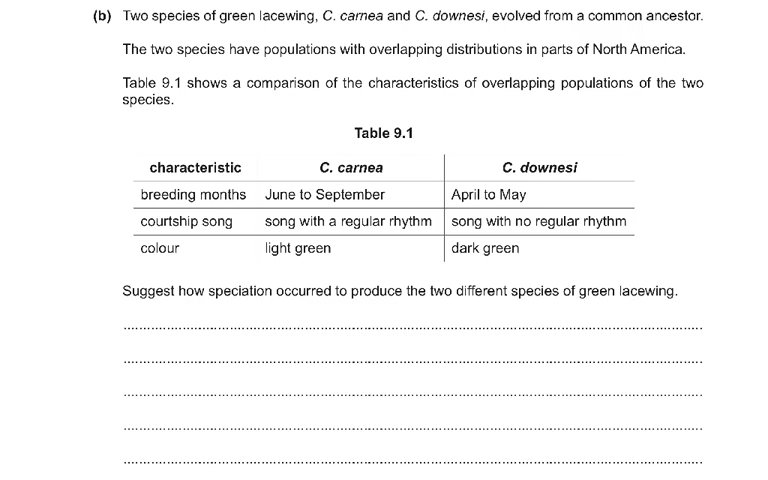 (b) Two species of green lacewing, C. carnea and C. downesi, evolved from a common ancestor.
The two species have populations with overlapping distributions in parts of North America.
Table 9.1 shows a comparison of the characteristics of overlapping populations of the two
species.
Table 9.1
characteristic C. carnea C. downesi
breeding months June to September April to May
courtship song song with a regular rhythm song with no regular rhythm
colour light green dark green
Suggest how speciation occurred to produce the two different species of green lacewing.